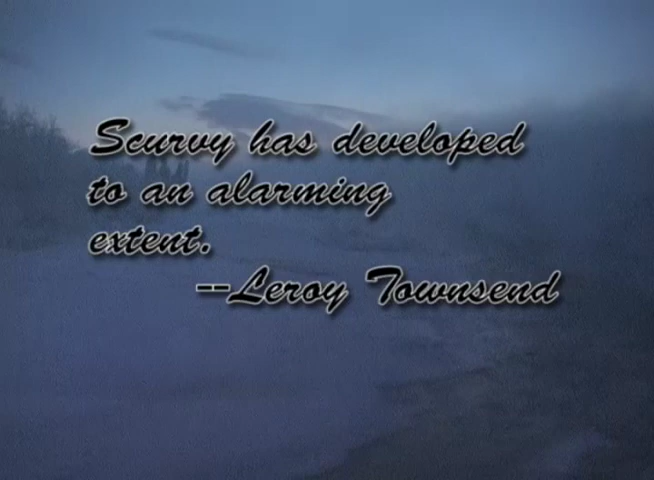 Scurvy has developed
to an alarming
extent.
--Leroy Townsend